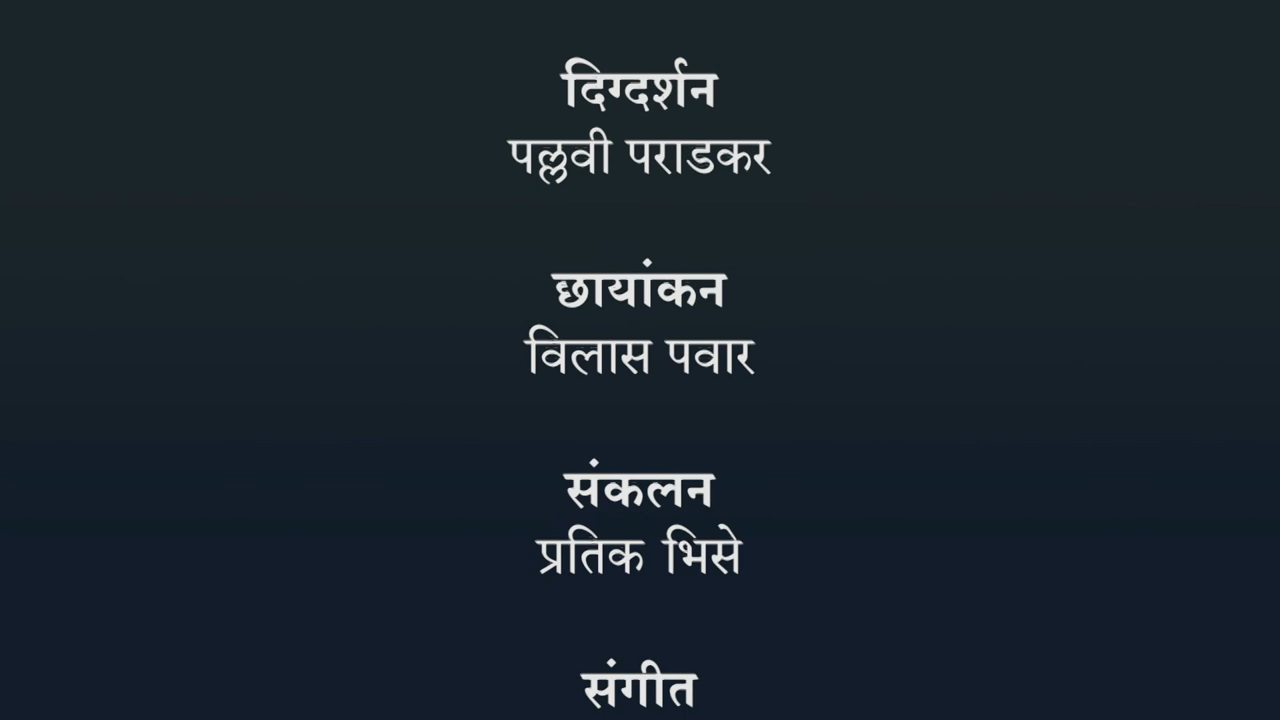 दिग्दर्शन
पल्लवी पराडकर
छायांकन
विलास पवार
संकलन
प्रतिक भिसे
संगीत